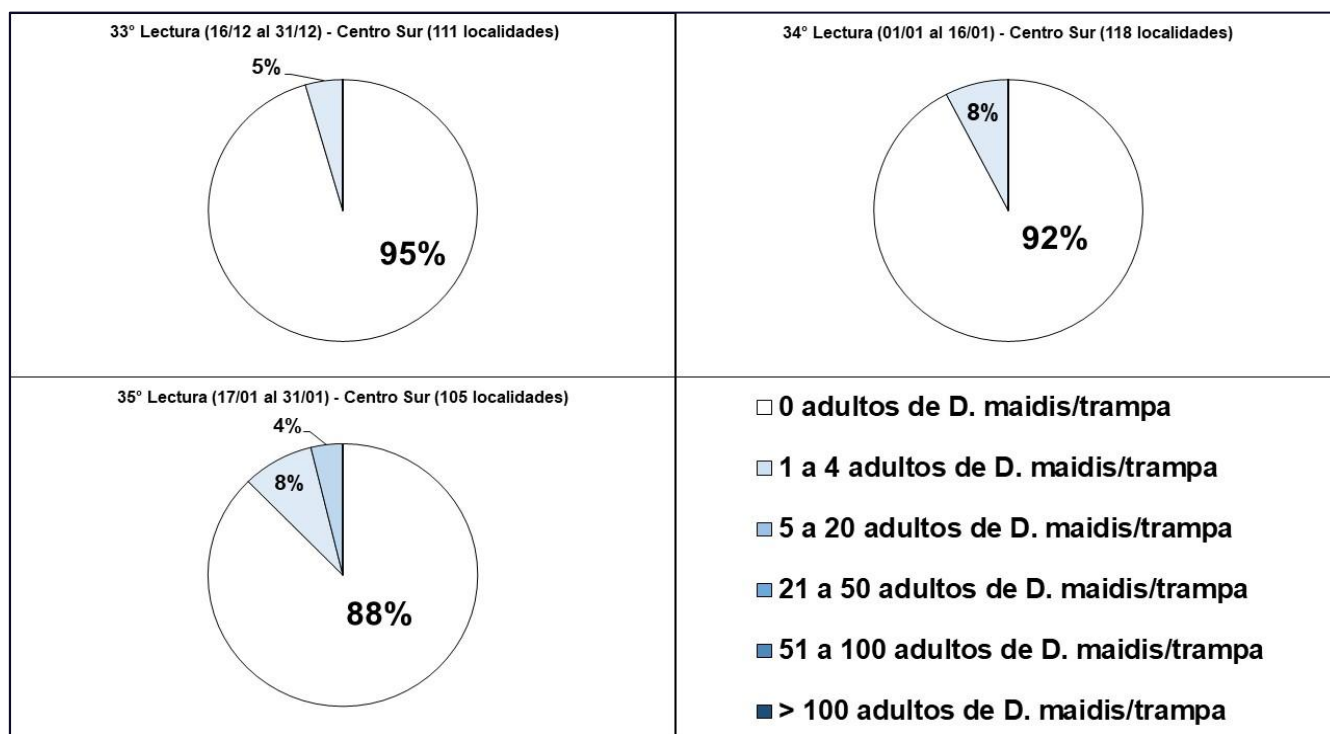 33° Lectura (16/12 al 31/12) - Centro Sur (111 localidades)
5%
95%
34° Lectura (01/01 al 16/01) - Centro Sur (118 localidades)
8%
92%
35° Lectura (17/01 al 31/01) - Centro Sur (105 localidades)
4%
8%
88%
0 adultos de D. maidis/trampa
1 a 4 adultos de D. maidis/trampa
5 a 20 adultos de D. maidis/trampa
21 a 50 adultos de D. maidis/trampa
51 a 100 adultos de D. maidis/trampa
> 100 adultos de D. maidis/trampa